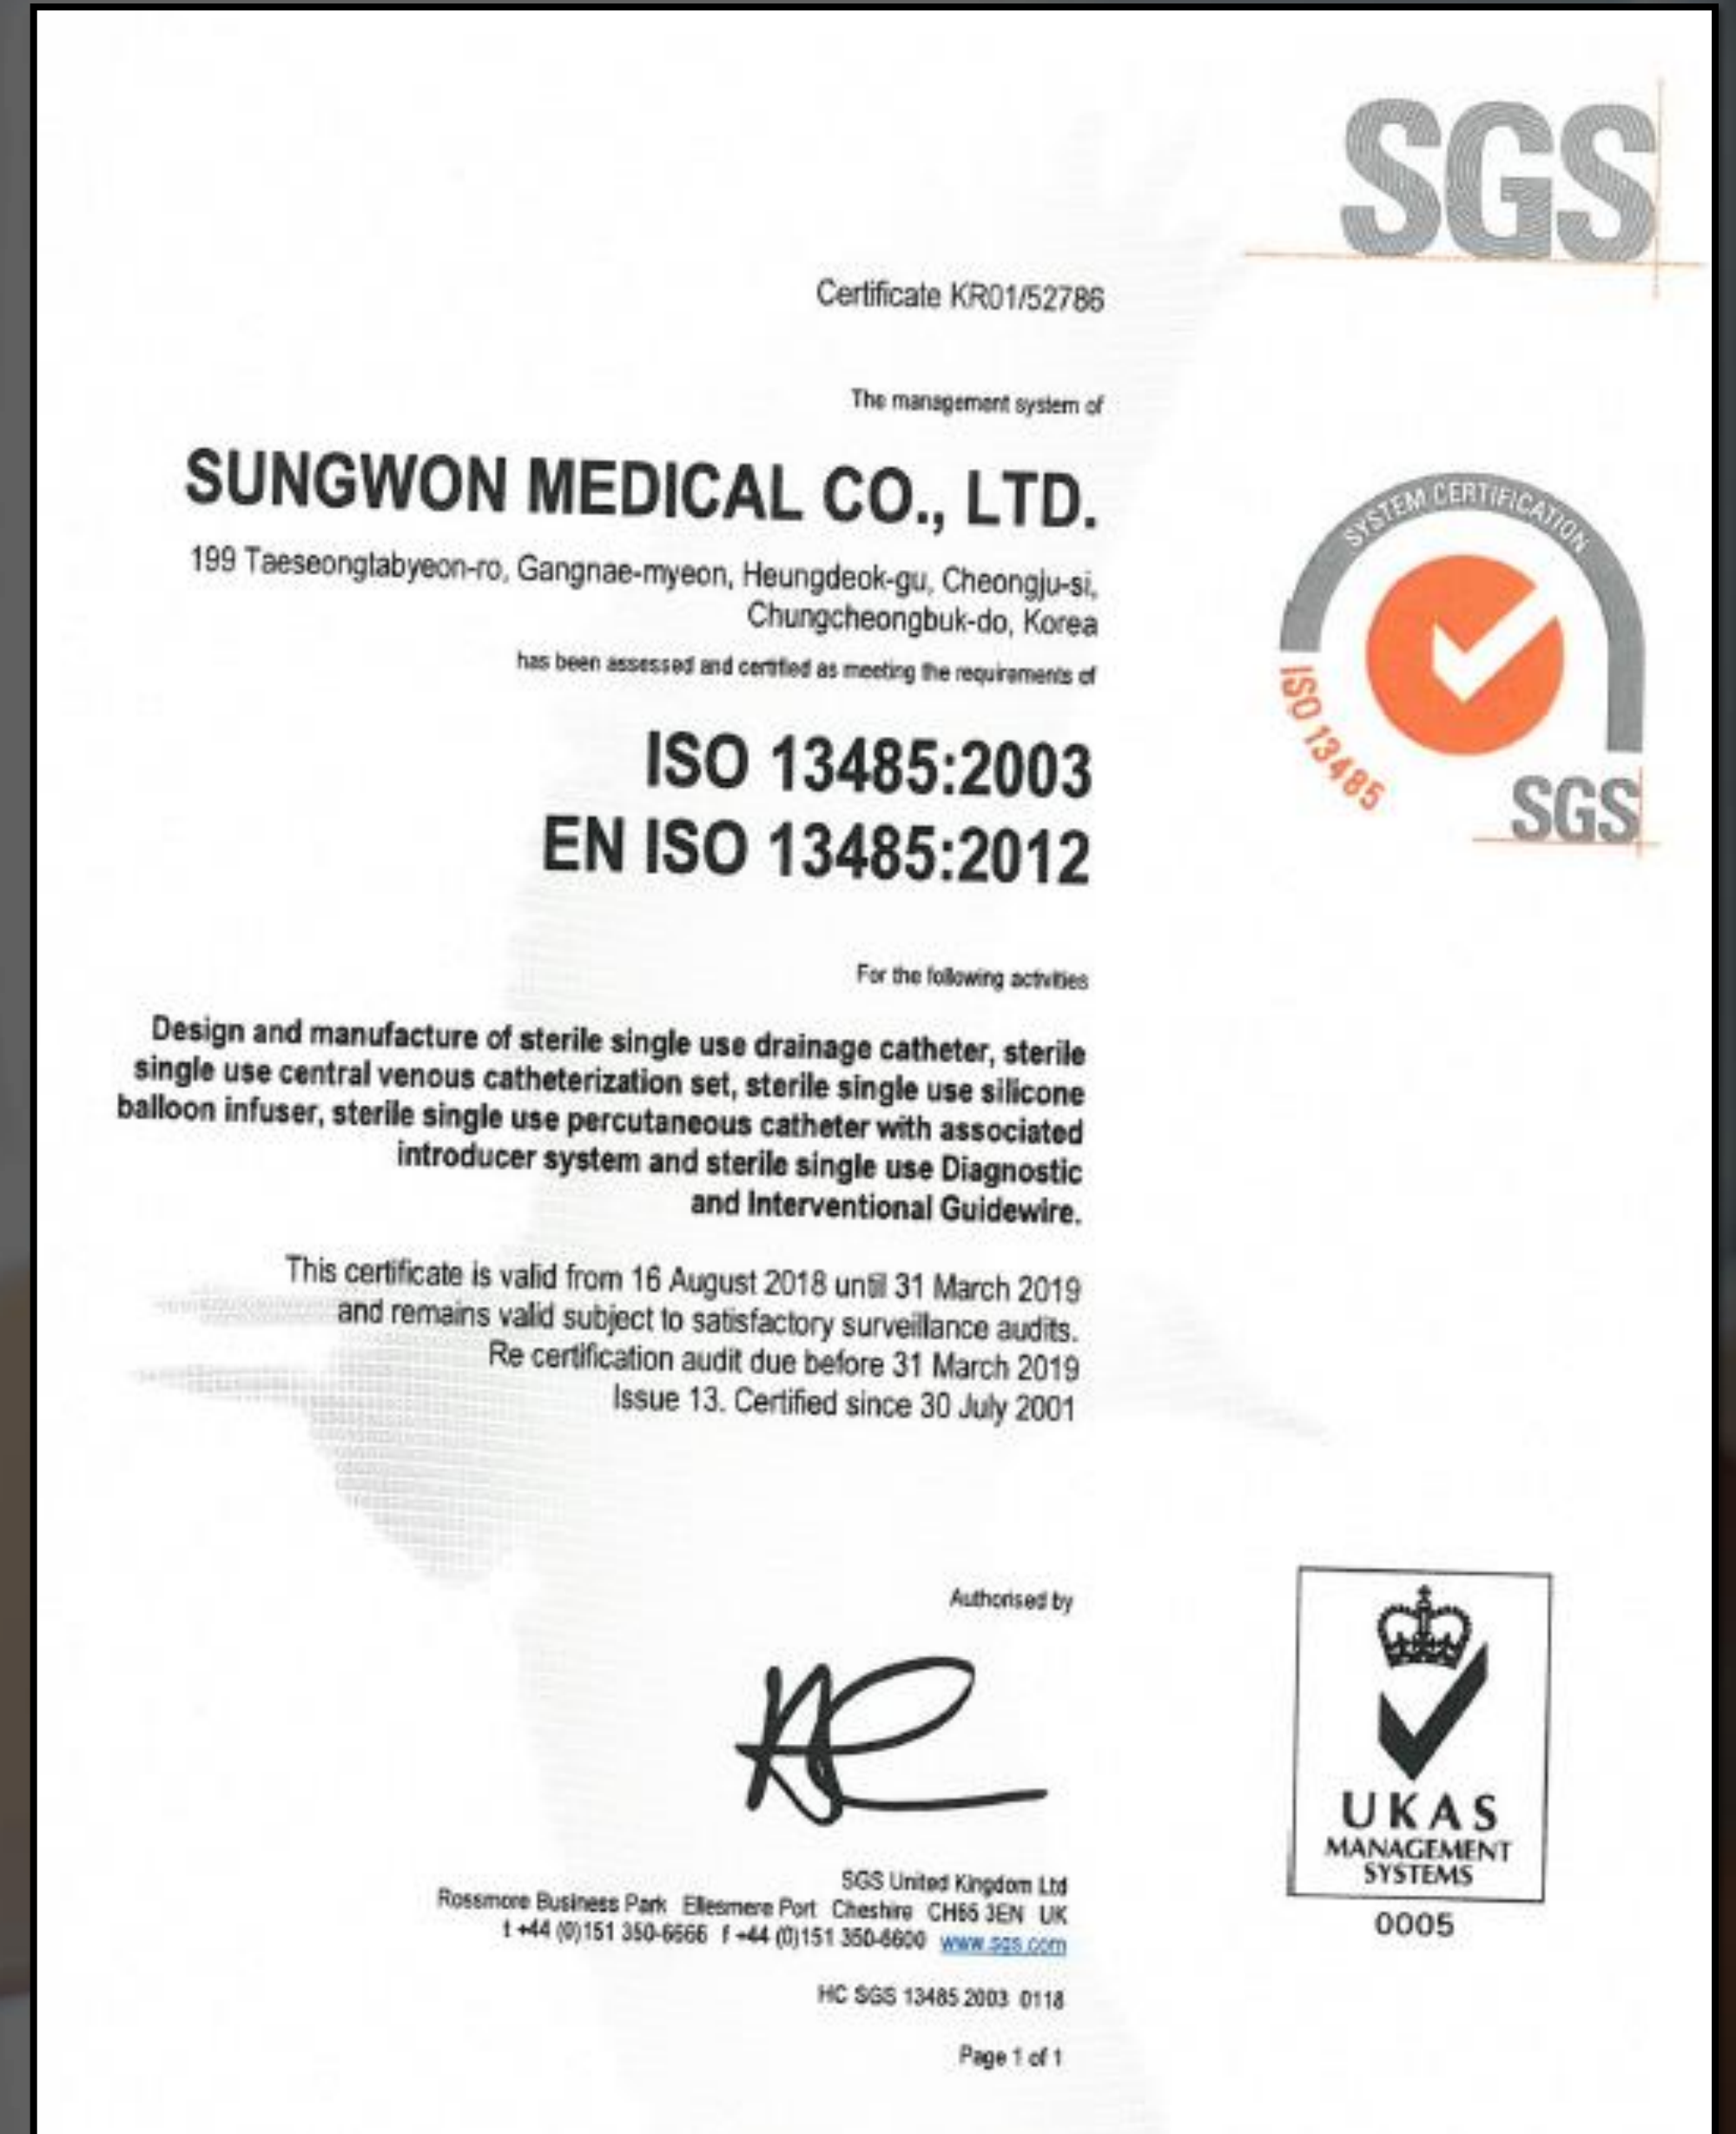 SGS
Certificate KR01/52786
The management system of
SUNGWON MEDICAL CO., LTD.
199 Taeseongtabyeon-ro, Gangnae-myeon, Heungdeok-gu, Cheongju-si,
Chungcheongbuk-do, Korea
has been assessed and certified as meeting the requirements of
ISO 13485:2003
EN ISO 13485:2012
SYSTEM CERTIFICATION
ISO 13485
SGS
For the following activities
Design and manufacture of sterile single use drainage catheter, sterile
single use central venous catheterization set, sterile single use silicone
balloon infuser, sterile single use percutaneous catheter with associated
introducer system and sterile single use Diagnostic
and Interventional Guidewire.
This certificate is valid from 16 August 2018 until 31 March 2019
and remains valid subject to satisfactory surveillance audits.
Re certification audit due before 31 March 2019
Issue 13. Certified since 30 July 2001
Authorised by
SGS United Kingdom Ltd
Rossmore Business Park Ellesmere Port Cheshire CH65 3EN UK
t +44 (0)151 350-6666 f +44 (0)151 350-6600 www.sgs.com
HC SGS 13485 2003 0118
Page 1 of 1
UKAS
MANAGEMENT
SYSTEMS
0005